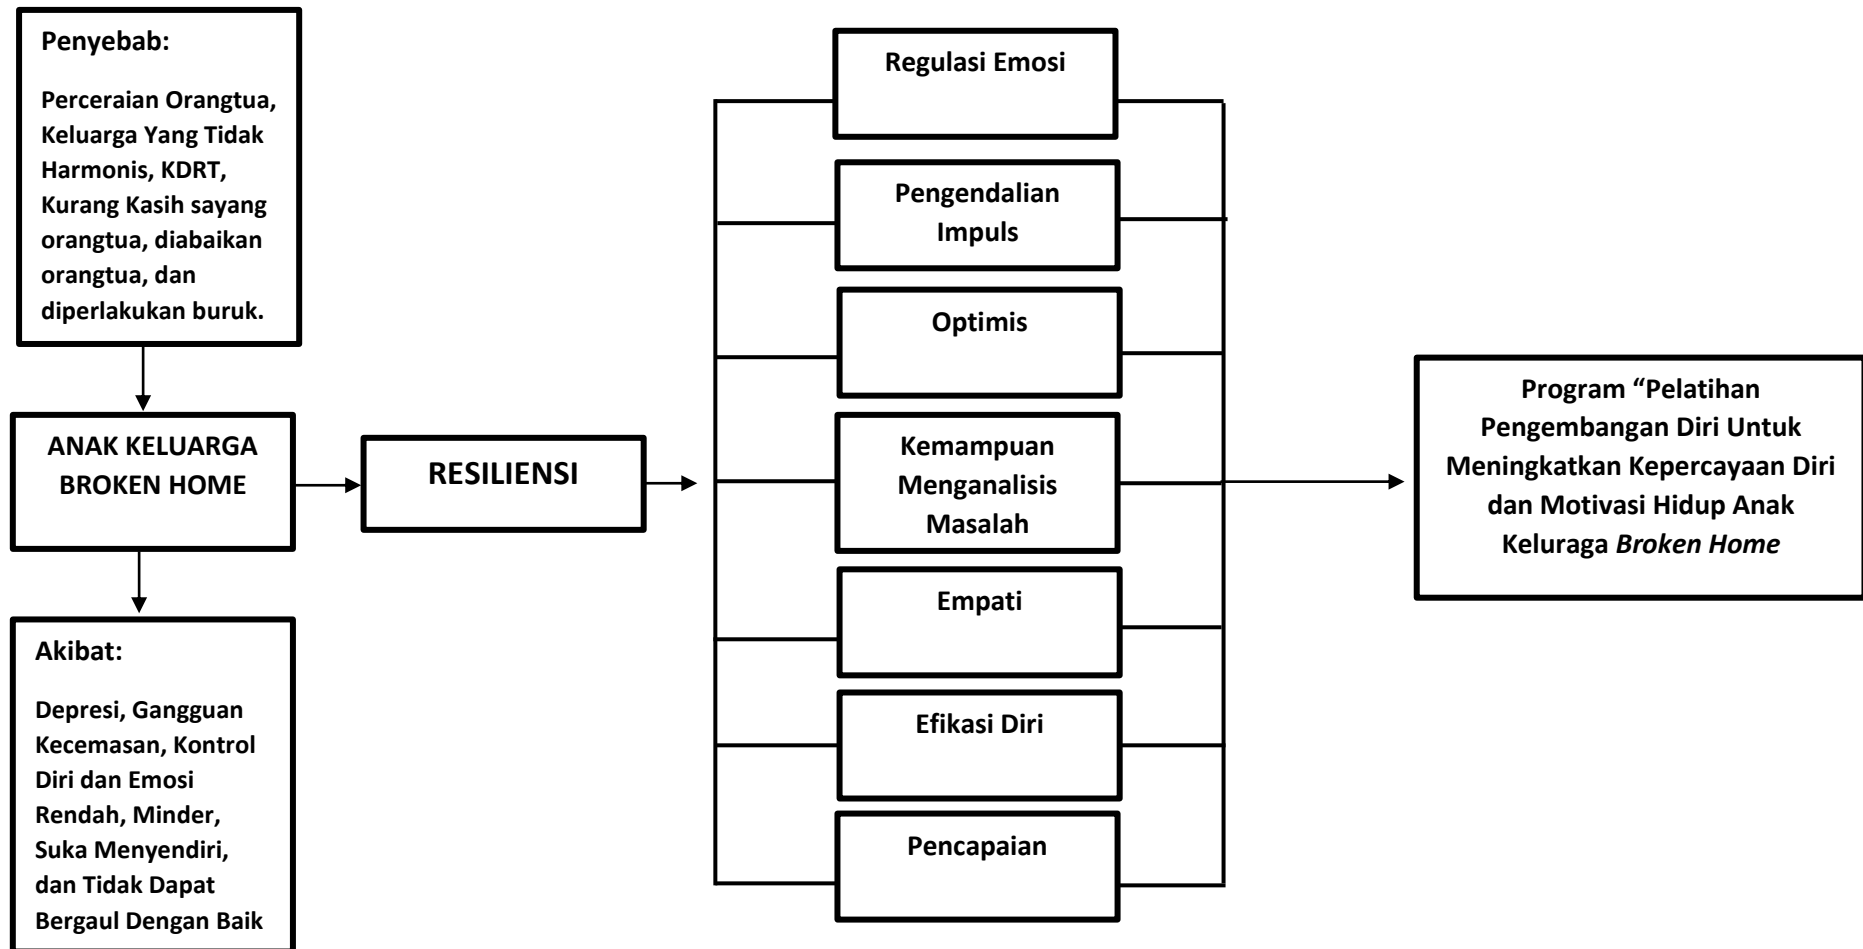 Penyebab:
Perceraian Orangtua,
Keluarga Yang Tidak
Harmonis, KDRT,
Kurang Kasih sayang
orangtua, diabaikan
orangtua, dan
diperlakukan buruk.
ANAK KELUARGA
BROKEN HOME
Akibat:
Depresi, Gangguan
Kecemasan, Kontrol
Diri dan Emosi
Rendah, Minder,
Suka Menyendiri,
dan Tidak Dapat
Bergaul Dengan Baik
RESILIENSI
Regulasi Emosi
Pengendalian
Impuls
Optimis
Kemampuan
Menganalisis
Masalah
Empati
Efikasi Diri
Pencapaian
Program “Pelatihan
Pengembangan Diri Untuk
Meningkatkan Kepercayaan Diri
dan Motivasi Hidup Anak
Keluraga Broken Home